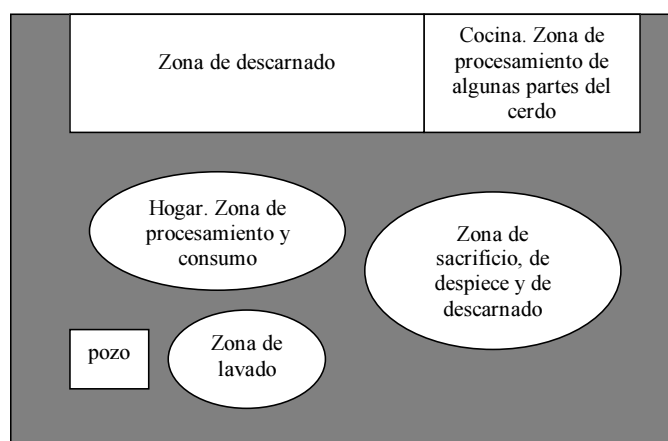 Zona de descarnado
Cocina. Zona de
procesamiento de
algunas partes del
cerdo
Hogar. Zona de
procesamiento y
consumo
Zona de
sacrificio, de
despiece y de
descarnado
pozo
Zona de
lavado